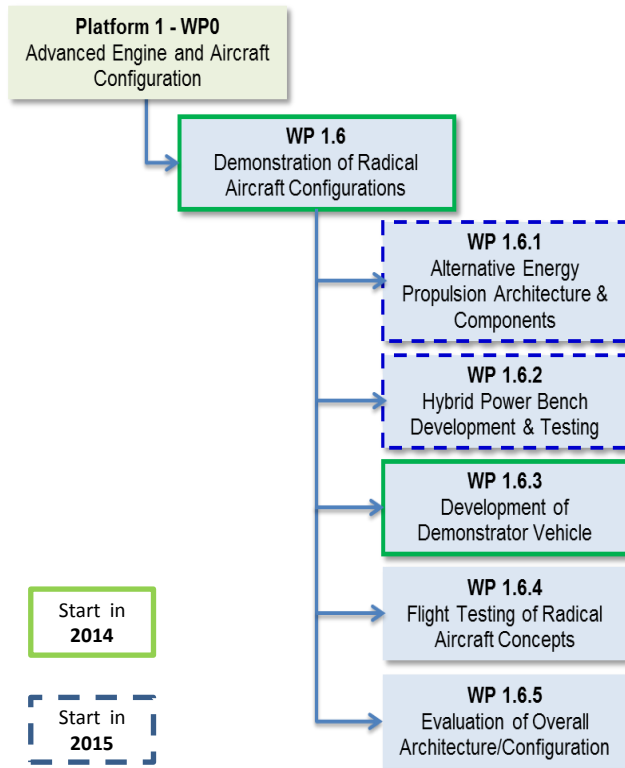 Platform 1 - WP0
Advanced Engine and Aircraft
Configuration
WP 1.6
Demonstration of Radical
Aircraft Configurations
WP 1.6.1
Alternative Energy
Propulsion Architecture &
Components
WP 1.6.2
Hybrid Power Bench
Development & Testing
WP 1.6.3
Development of
Demonstrator Vehicle
WP 1.6.4
Flight Testing of Radical
Aircraft Concepts
WP 1.6.5
Evaluation of Overall
Architecture/Configuration
Start in
2014
Start in
2015